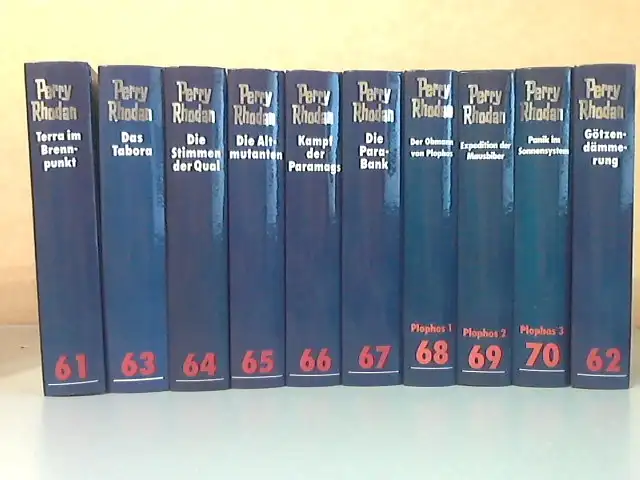 Perry
Rhodan
Terra im
Brenn-
punkt
61
Perry
Rhodan
Das
Tabora
63
Perry
Rhodan
Die
Stimmen
der Qual
64
Perry
Rhodan
Die Alt-
mutanten
65
Perry
Rhodan
Kampf
der
Paramags
66
Perry
Rhodan
Die
Para-
Bank
67
Perry
Rhodan
Der Obmann
von Plophos
Plophos 1
68
Perry
Rhodan
Expedition der
Mausbiber
Plophos 2
69
Perry
Rhodan
Panik im
Sonnensystem
Plophos 3
70
Perry
Rhodan
Götzen-
dämme-
rung
62